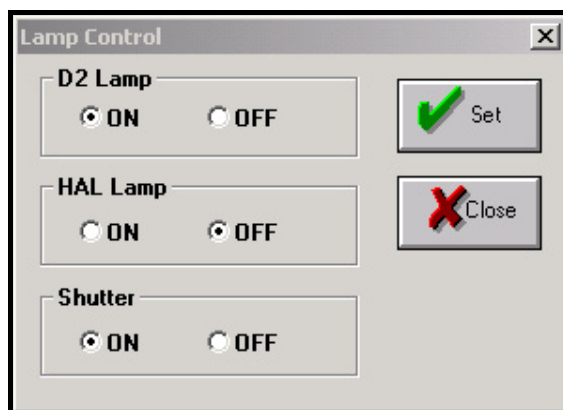 Lamp Control
D2 Lamp
ON OFF
Set
HAL Lamp
ON OFF
Close
Shutter
ON OFF